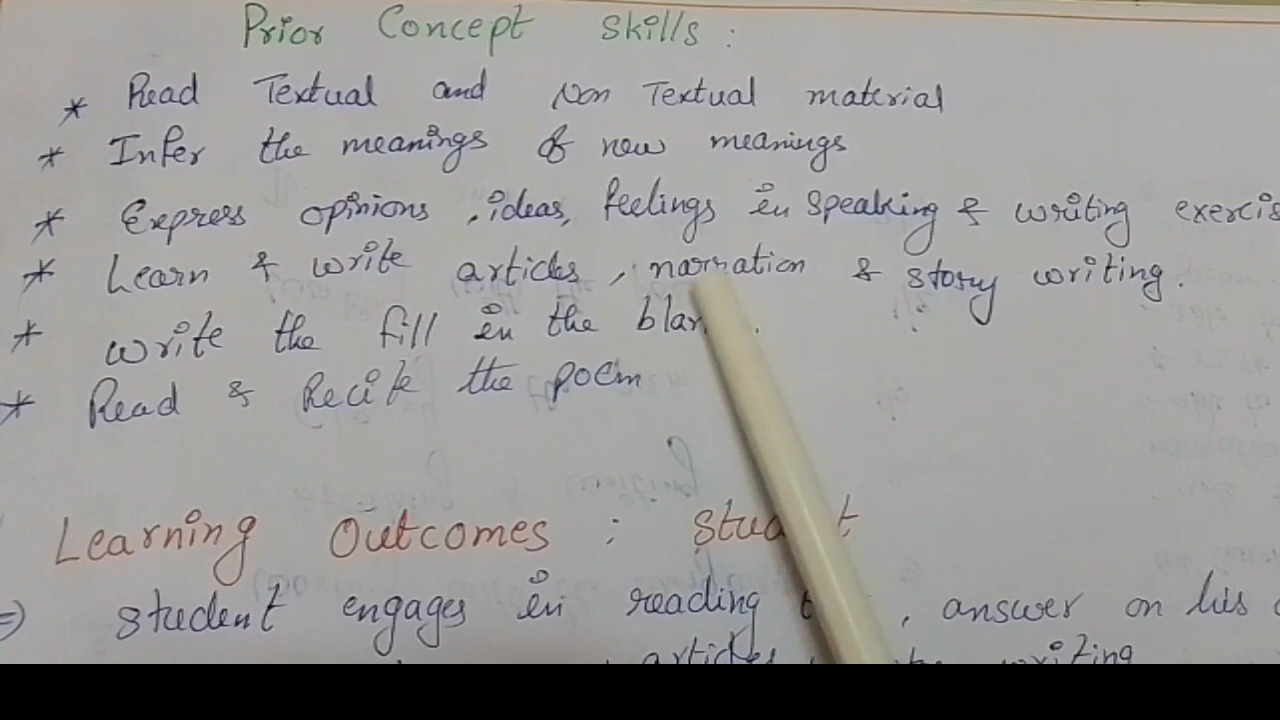 Prior Concept Skills :
* Read Textual and Non Textual material
* Infer the meanings of new meanings
* Express opinions, ideas, feelings in speaking & writing
* Learn & write articles, narration & story writing.
* write the fill in the
* Read & Recite the poem
Learning Outcomes :
=> student engages in reading , answer on his
articles writing